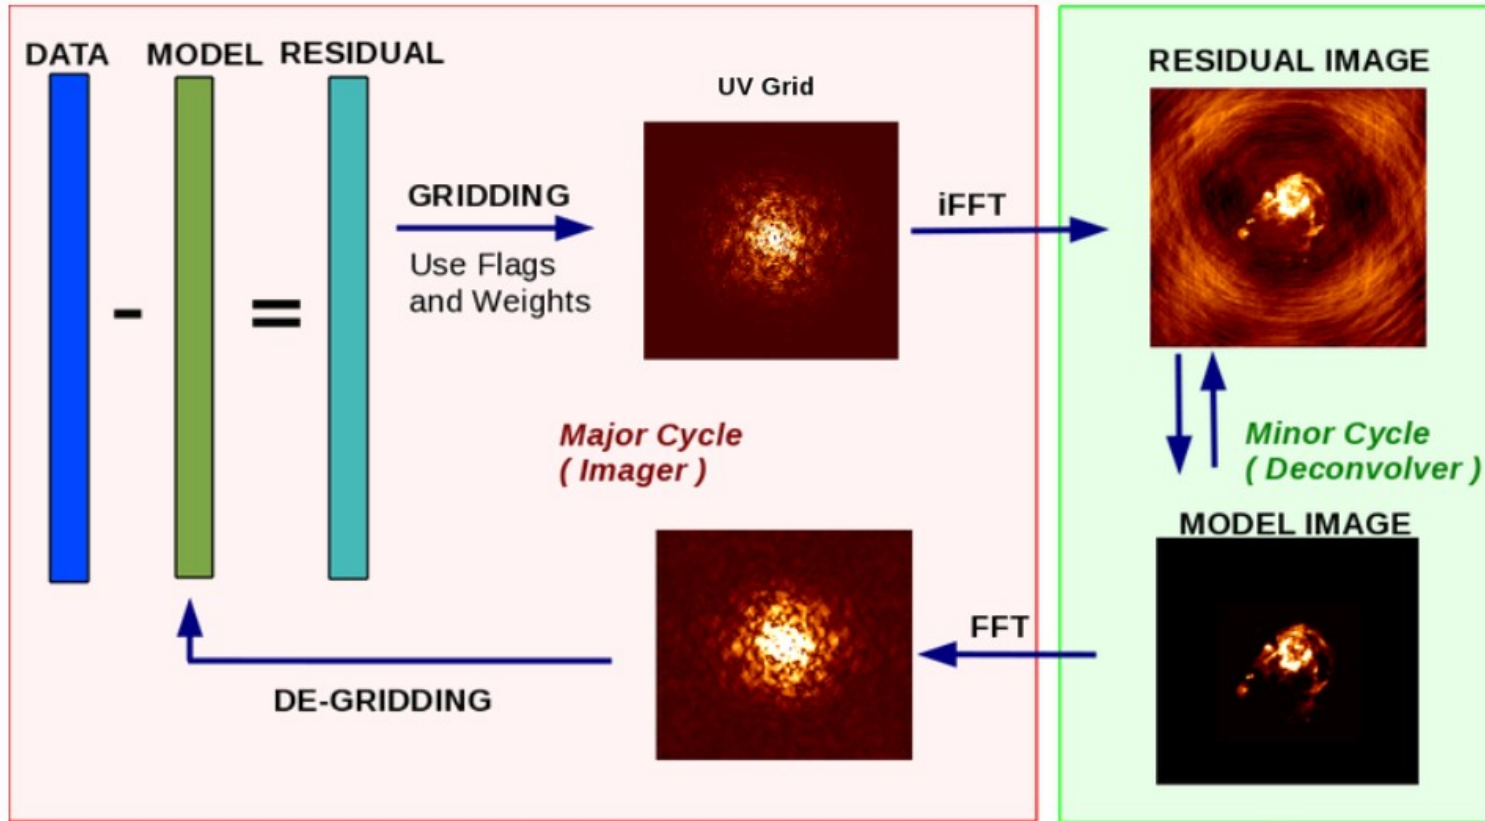 DATA
MODEL
RESIDUAL
-
=
GRIDDING
Use Flags
and Weights
UV Grid
iFFT
RESIDUAL IMAGE
Major Cycle
( Imager )
Minor Cycle
( Deconvolver )
MODEL IMAGE
FFT
DE-GRIDDING